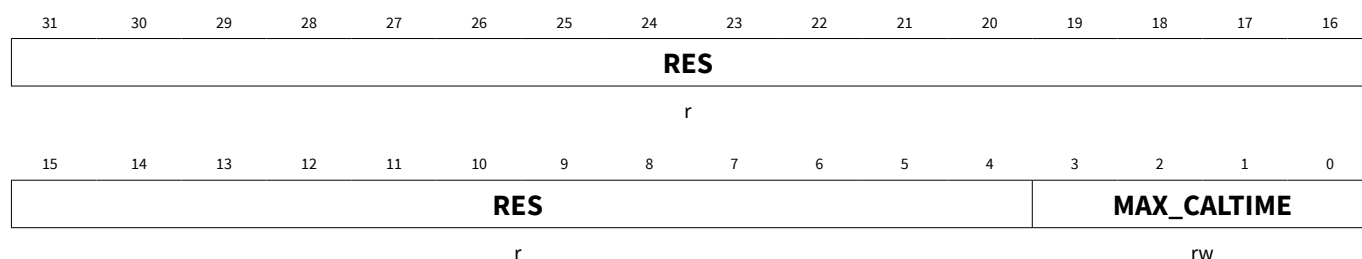 31 30 29 28 27 26 25 24 23 22 21 20 19 18 17 16
RES
r
15 14 13 12 11 10 9 8 7 6 5 4 3 2 1 0
RES MAX_CALTIME
r rw